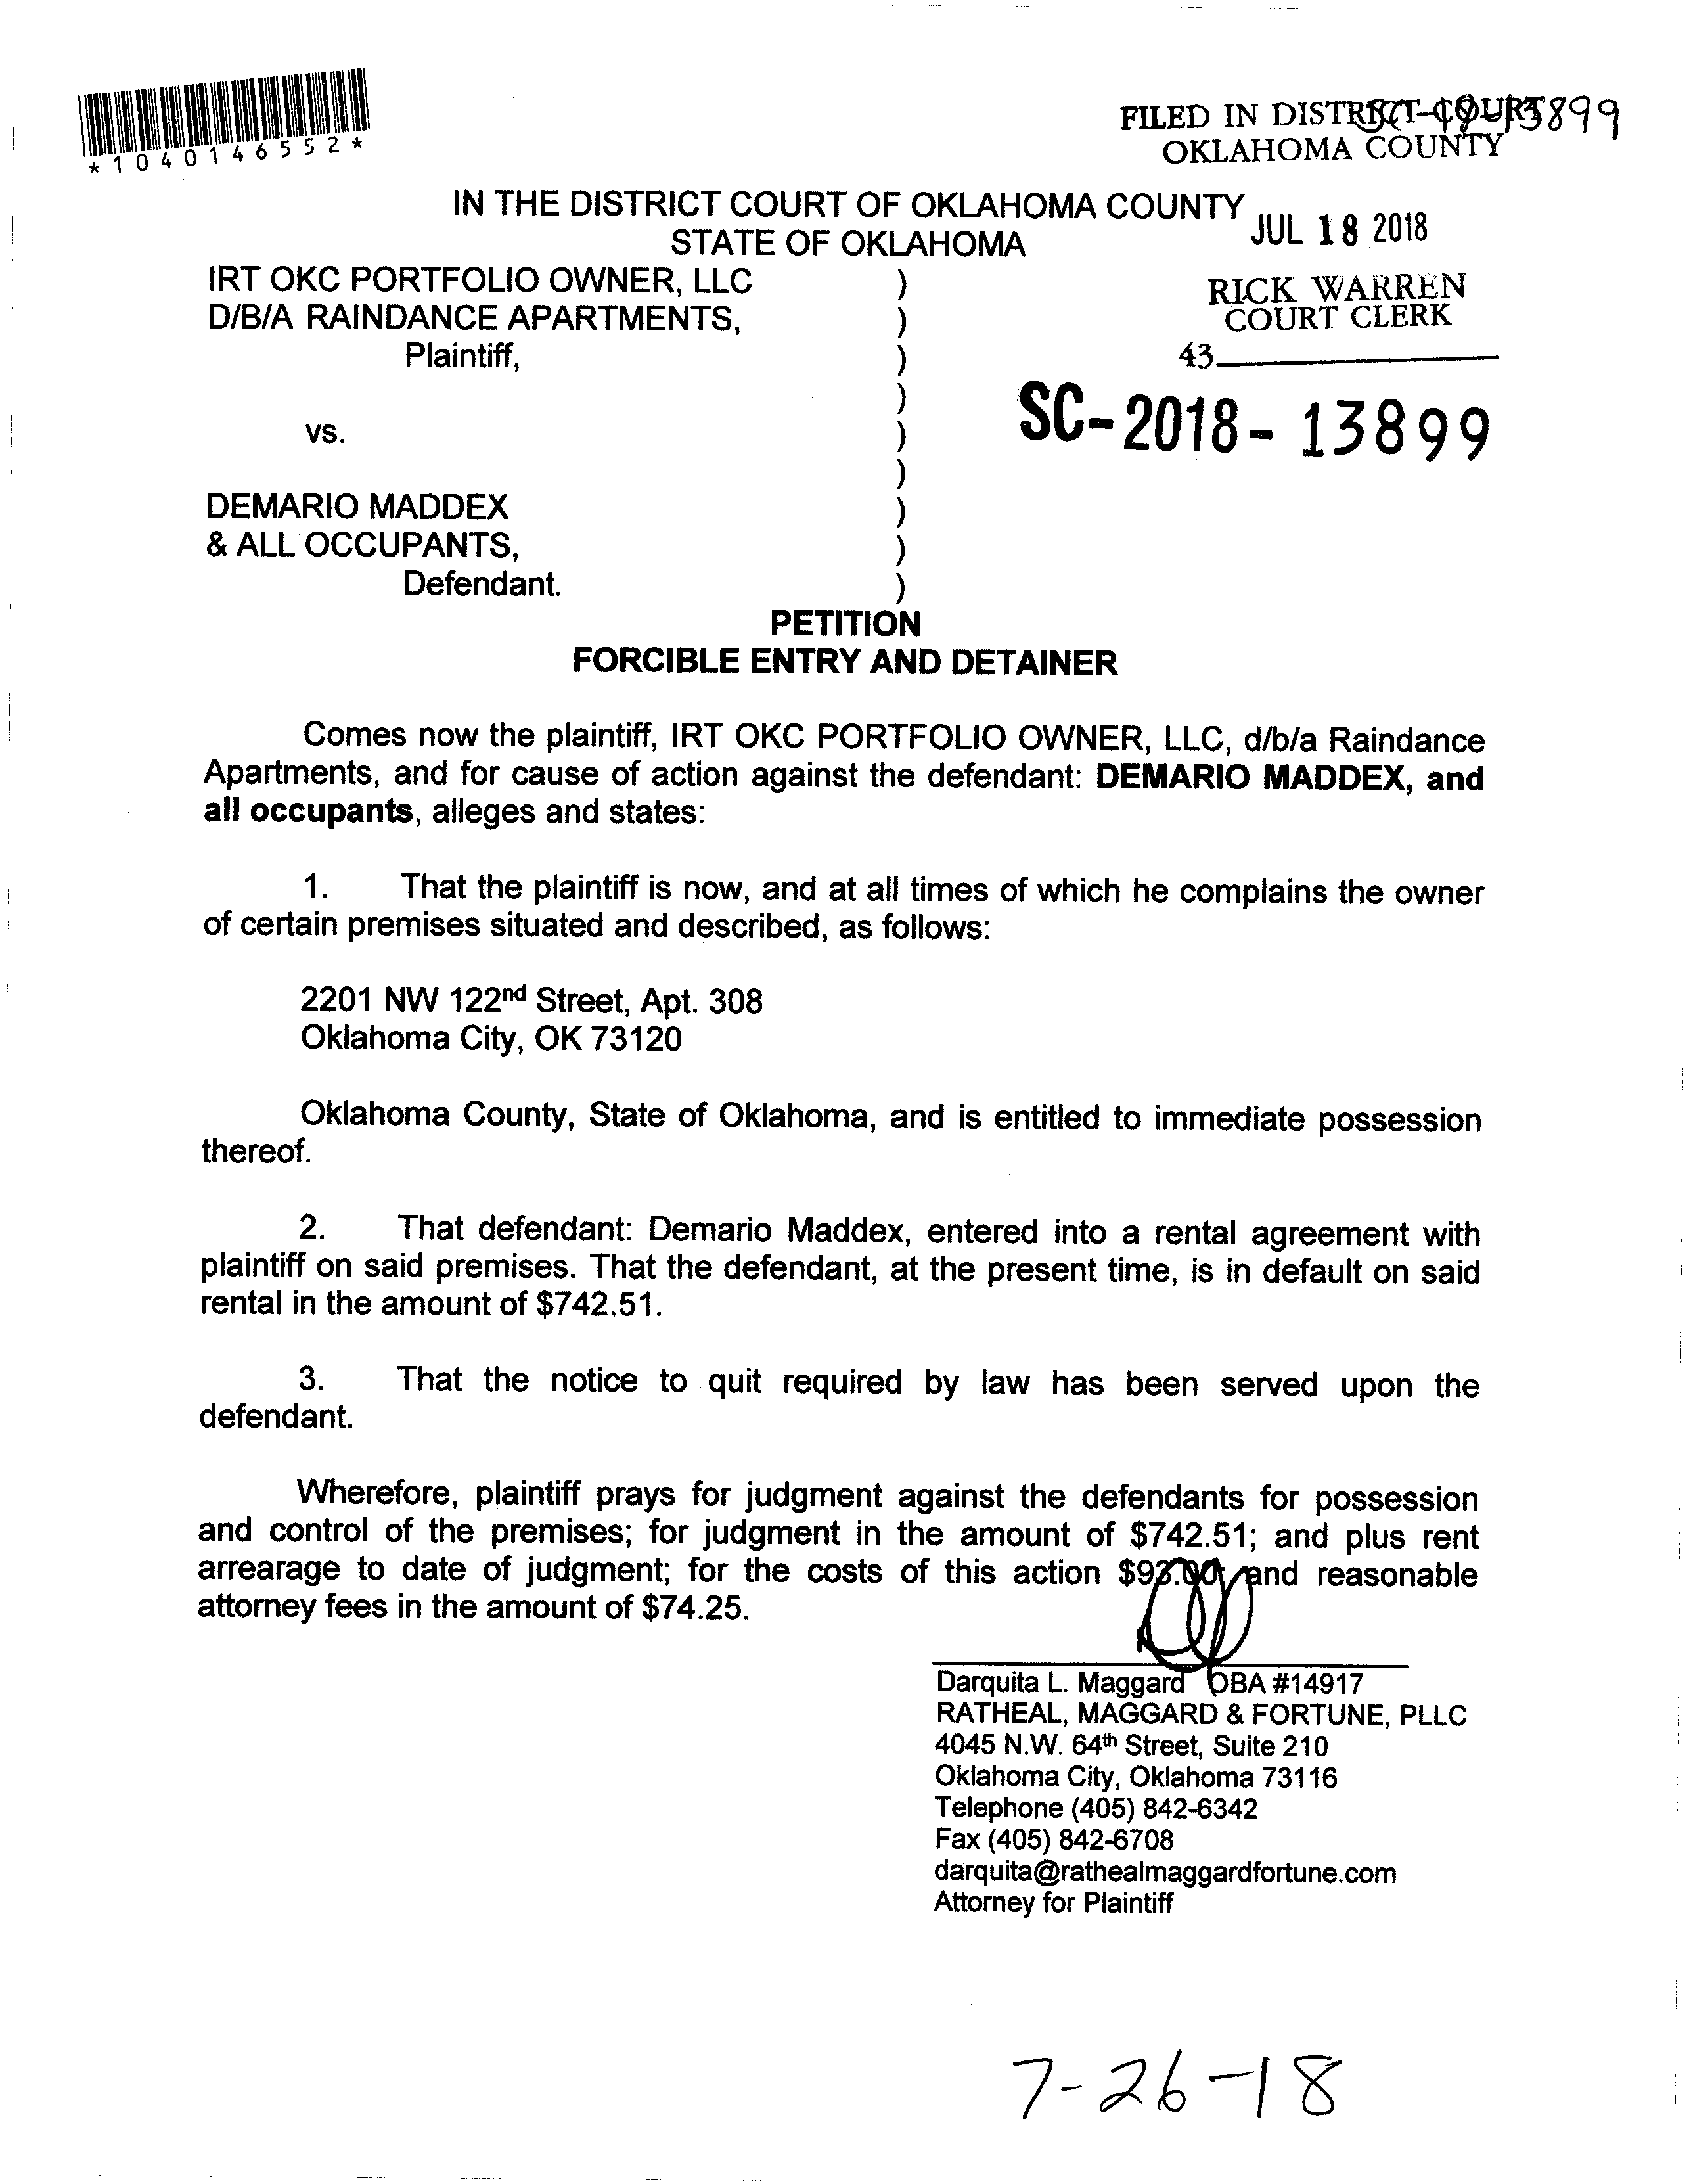 *1040146552*
FILED IN DISTRICT COURT
SC-18-13899
OKLAHOMA COUNTY
IN THE DISTRICT COURT OF OKLAHOMA COUNTY
JUL 18 2018
STATE OF OKLAHOMA
IRT OKC PORTFOLIO OWNER, LLC )
RICK WARREN
D/B/A RAINDANCE APARTMENTS, )
COURT CLERK
Plaintiff, )
43
)
SC-2018-13899
vs. )
)
DEMARIO MADDEX )
& ALL OCCUPANTS, )
Defendant. )
PETITION
FORCIBLE ENTRY AND DETAINER
Comes now the plaintiff, IRT OKC PORTFOLIO OWNER, LLC, d/b/a Raindance
Apartments, and for cause of action against the defendant: DEMARIO MADDEX, and
all occupants, alleges and states:
1. That the plaintiff is now, and at all times of which he complains the owner
of certain premises situated and described, as follows:
2201 NW 122nd Street, Apt. 308
Oklahoma City, OK 73120
Oklahoma County, State of Oklahoma, and is entitled to immediate possession
thereof.
2. That defendant: Demario Maddex, entered into a rental agreement with
plaintiff on said premises. That the defendant, at the present time, is in default on said
rental in the amount of $742.51.
3. That the notice to quit required by law has been served upon the
defendant.
Wherefore, plaintiff prays for judgment against the defendants for possession
and control of the premises; for judgment in the amount of $742.51; and plus rent
arrearage to date of judgment; for the costs of this action and reasonable
attorney fees in the amount of $74.25.
Darquita L. Maggard OBA #14917
RATHEAL, MAGGARD & FORTUNE, PLLC
4045 N.W. 64th Street, Suite 210
Oklahoma City, Oklahoma 73116
Telephone (405) 842-6342
Fax (405) 842-6708
darquita@rathealmaggardfortune.com
Attorney for Plaintiff
7-26-18